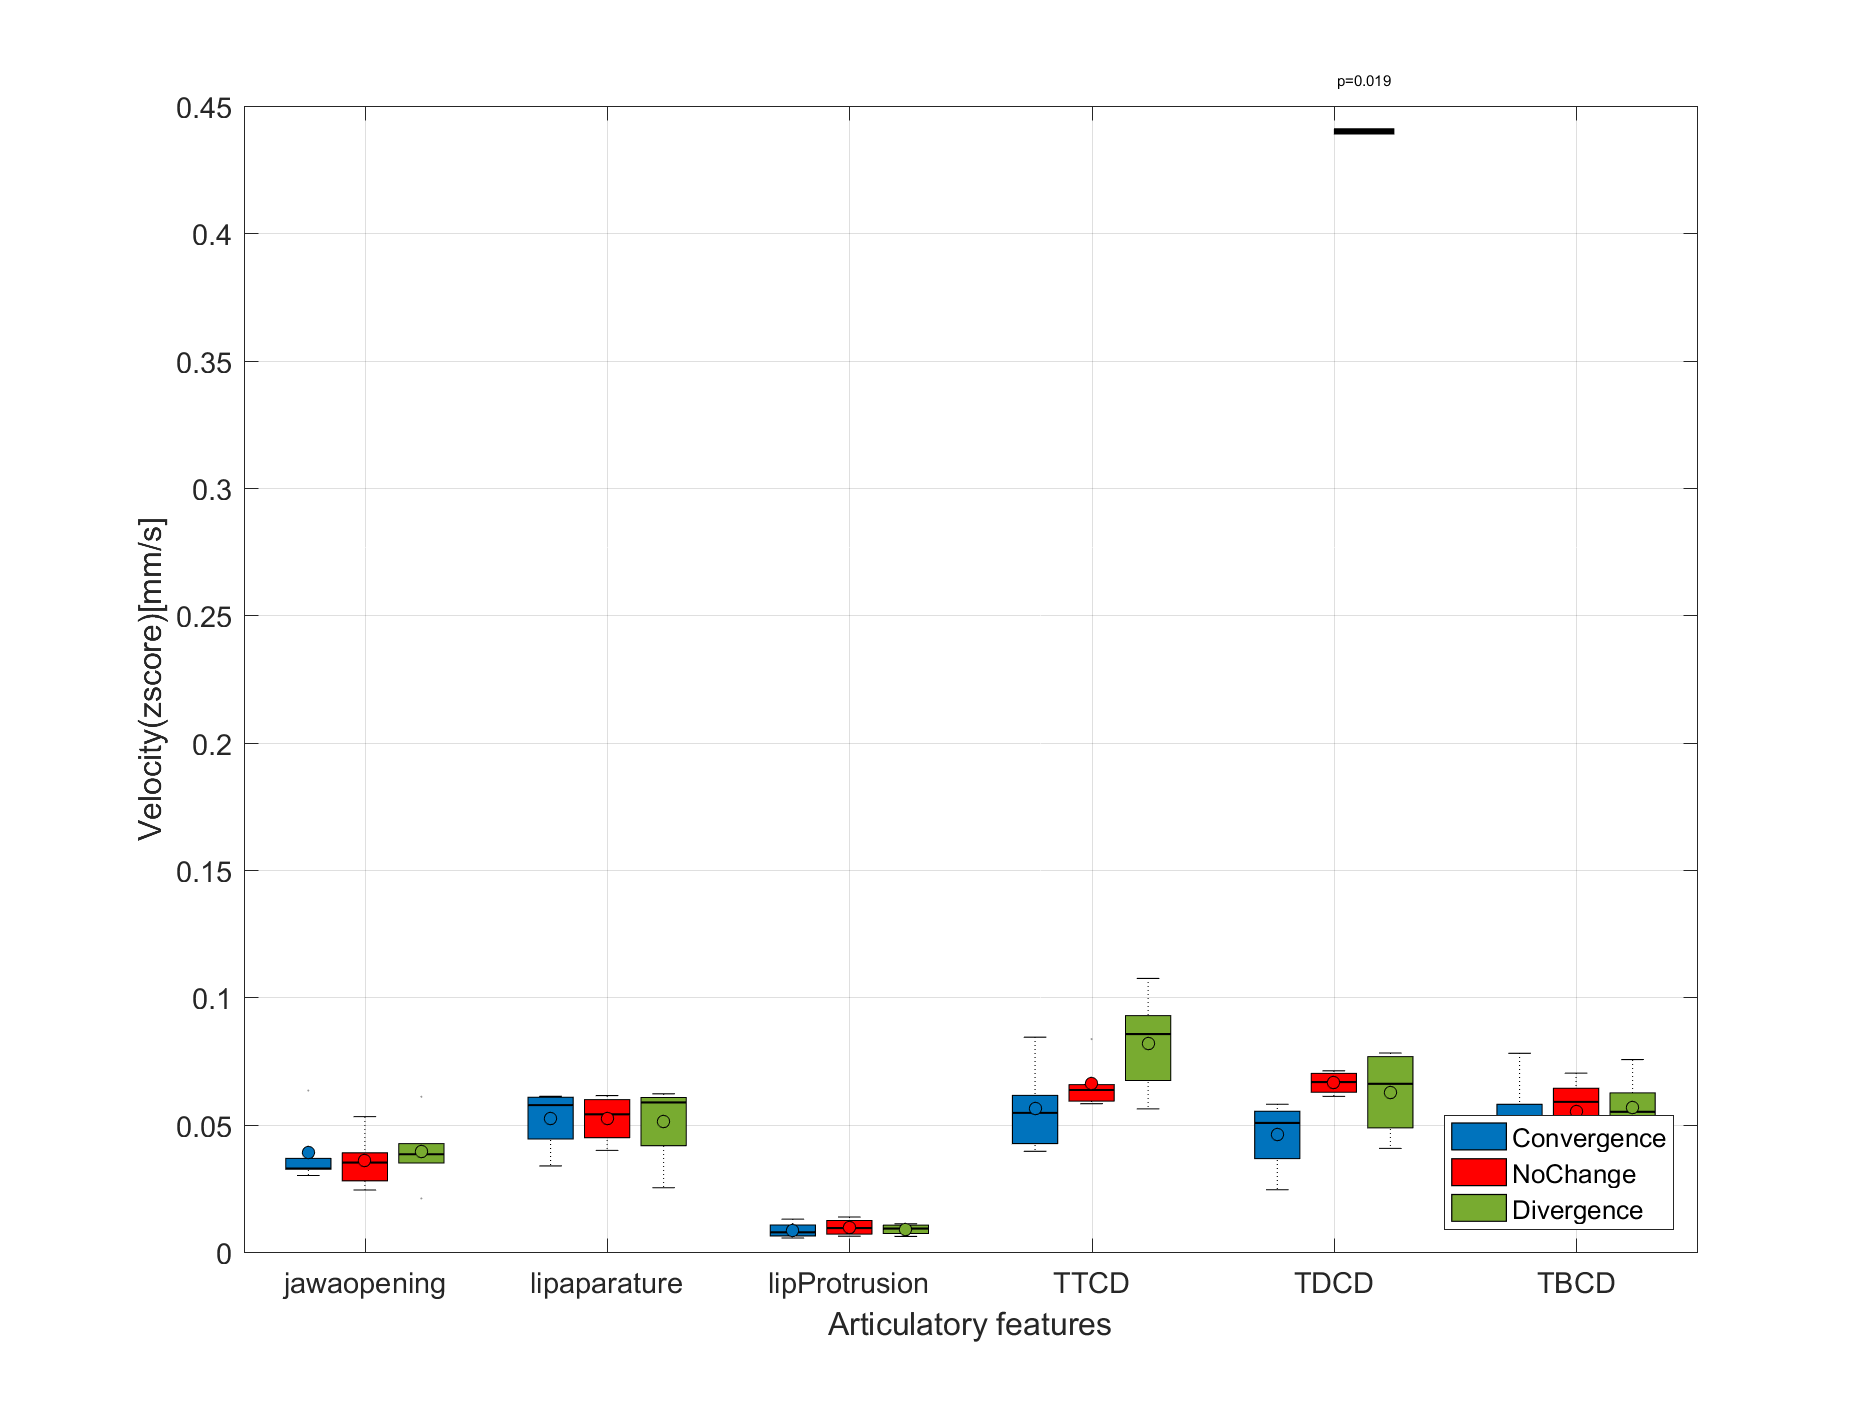 p=0.019
0.45
0.4
0.35
0.3
0.25
0.2
0.15
0.1
0.05
0
Velocity(zscore)[mm/s]
Convergence
NoChange
Divergence
jawaopening lipaparature lipProtrusion TTCD TDCD TBCD
Articulatory features